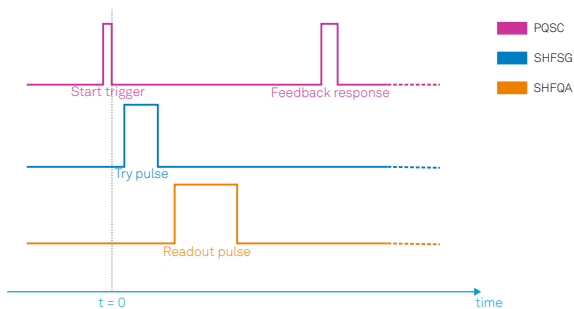 PQSC
SHFSG
SHFQA
Start trigger
Feedback response
Try pulse
Readout pulse
t = 0
time